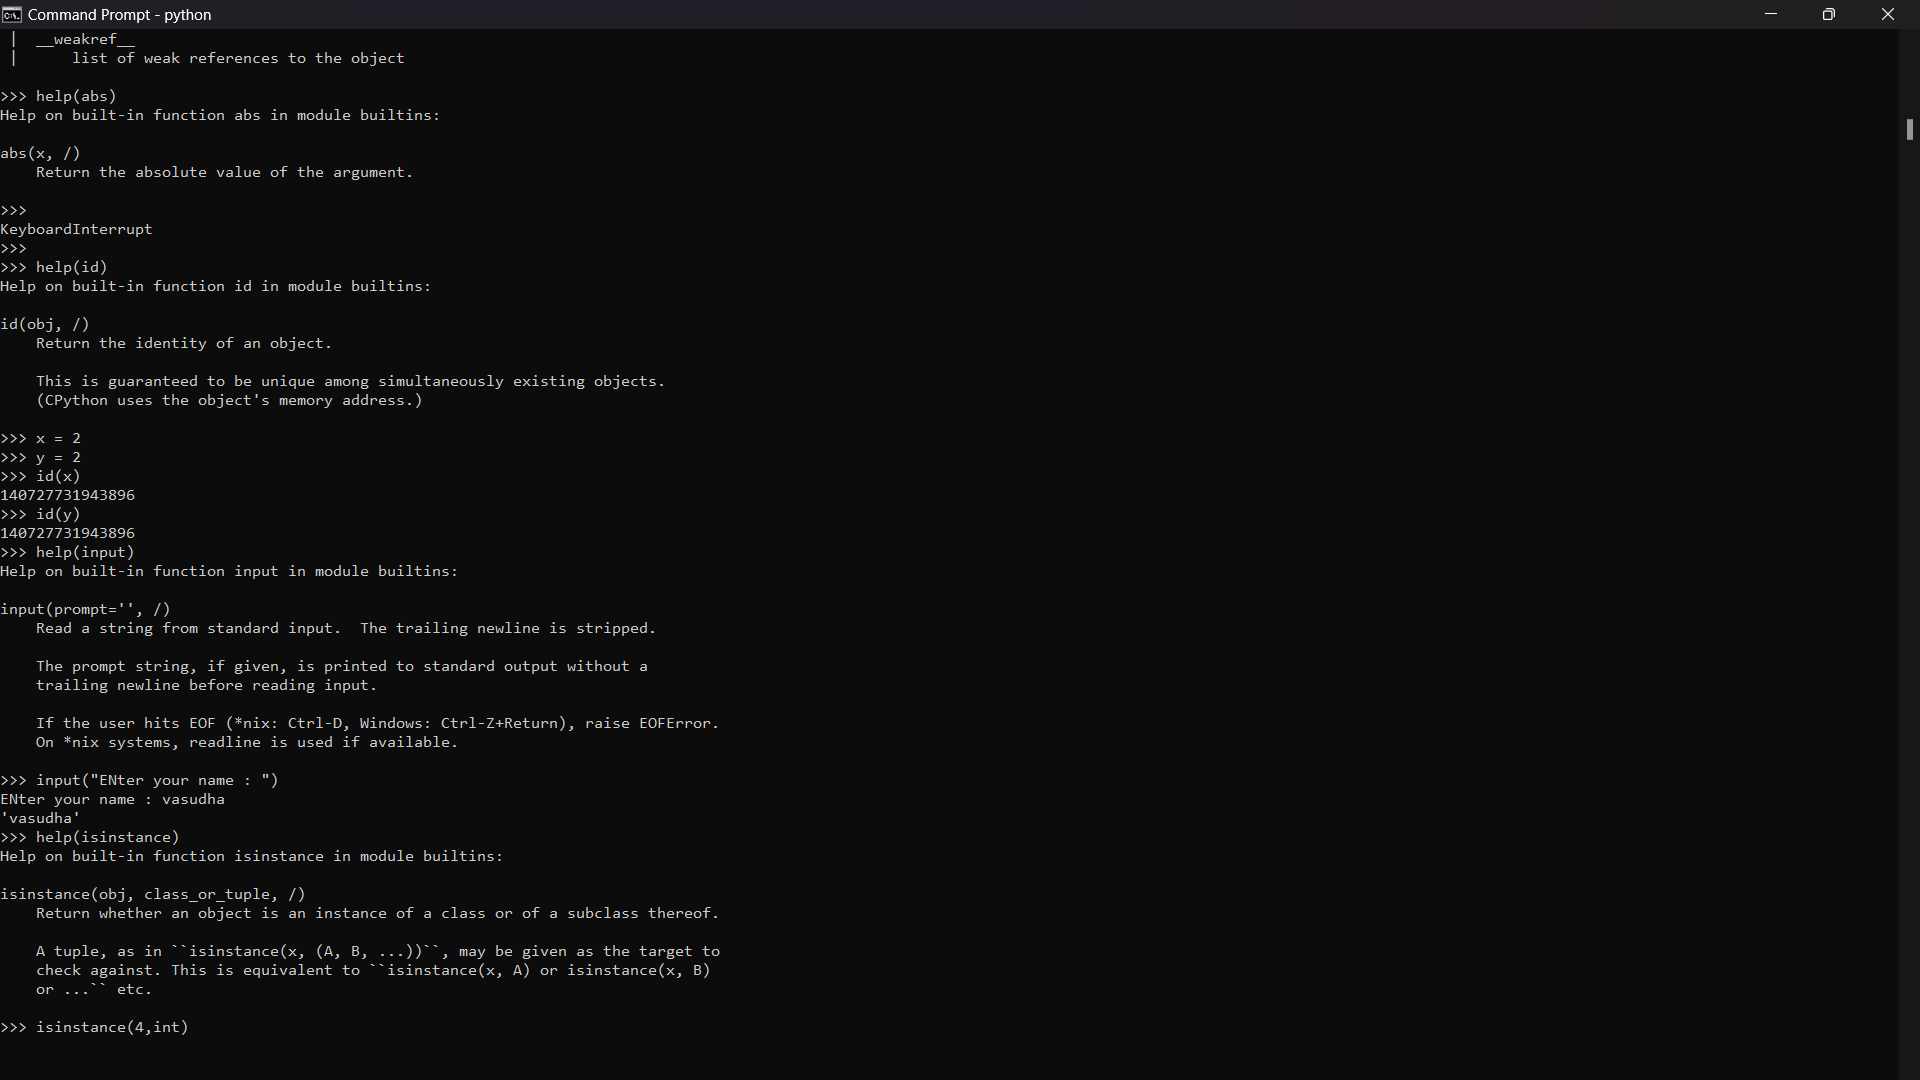 Command Prompt - python
|  __weakref__
|      list of weak references to the object
>>> help(abs)
Help on built-in function abs in module builtins:
abs(x, /)
    Return the absolute value of the argument.
>>>
KeyboardInterrupt
>>>
>>> help(id)
Help on built-in function id in module builtins:
id(obj, /)
    Return the identity of an object.
    This is guaranteed to be unique among simultaneously existing objects.
    (CPython uses the object's memory address.)
>>> x = 2
>>> y = 2
>>> id(x)
140727731943896
>>> id(y)
140727731943896
>>> help(input)
Help on built-in function input in module builtins:
input(prompt='', /)
    Read a string from standard input.  The trailing newline is stripped.
    The prompt string, if given, is printed to standard output without a
    trailing newline before reading input.
    If the user hits EOF (*nix: Ctrl-D, Windows: Ctrl-Z+Return), raise EOFError.
    On *nix systems, readline is used if available.
>>> input("ENter your name : ")
ENter your name : vasudha
'vasudha'
>>> help(isinstance)
Help on built-in function isinstance in module builtins:
isinstance(obj, class_or_tuple, /)
    Return whether an object is an instance of a class or of a subclass thereof.
    A tuple, as in ``isinstance(x, (A, B, ...))``, may be given as the target to
    check against. This is equivalent to ``isinstance(x, A) or isinstance(x, B)
    or ...`` etc.
>>> isinstance(4,int)